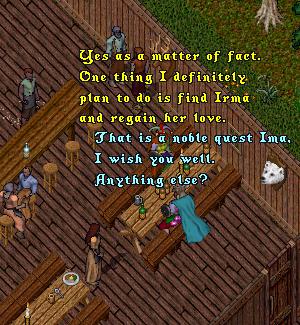 Yes as a matter of fact.
One thing I definitely
plan to do is find Irma
and regain her love.
That is a noble quest Ima,
I wish you well.
Anything else?